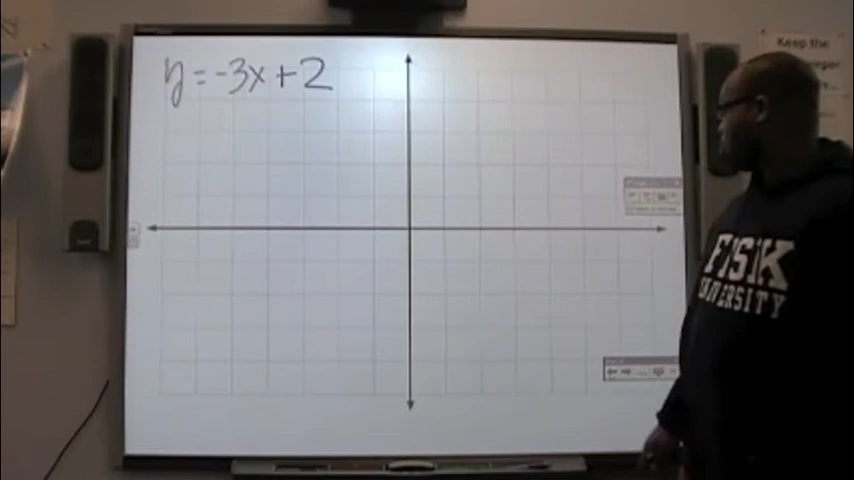 y = -3x + 2
Keep the
FISK
UNIVERSITY